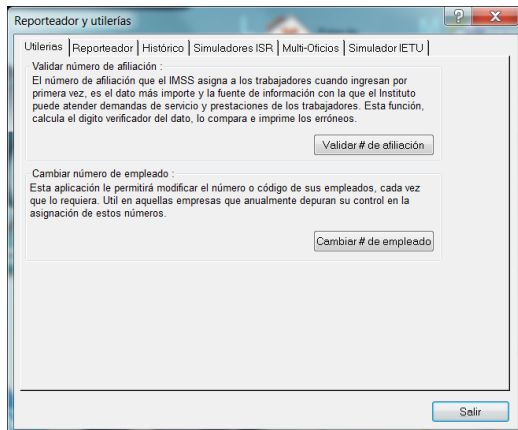 Reporteador y utilerías
Utilerias
Reporteador
Histórico
Simuladores ISR
Multi-Oficios
Simulador IETU
Validar número de afiliación :
El número de afiliación que el IMSS asigna a los trabajadores cuando ingresan por
primera vez, es el dato más importe y la fuente de información con la que el Instituto
puede atender demandas de servicio y prestaciones de los trabajadores. Esta función,
calcula el digito verificador del dato, lo compara e imprime los erróneos.
Validar # de afiliación
Cambiar número de empleado :
Esta aplicación le permitirá modificar el número o código de sus empleados, cada vez
que lo requiera. Util en aquellas empresas que anualmente depuran su control en la
asignación de estos números.
Cambiar # de empleado
Salir